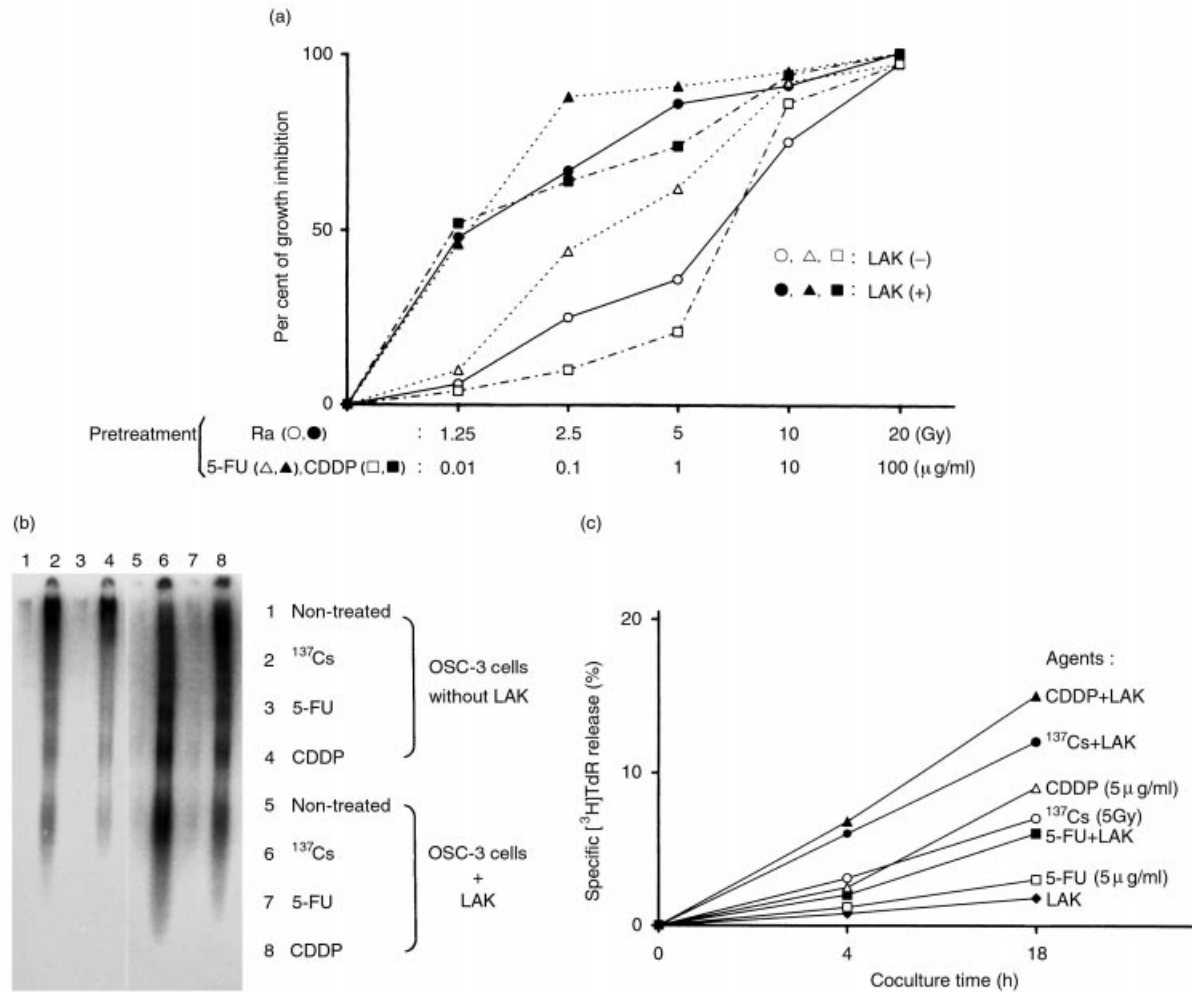 (a)
100
50
0
Per cent of growth inhibition
○, △, □ : LAK (–)
●, ▲, ■ : LAK (+)
Pretreatment
Ra (○,●) : 1.25 2.5 5 10 20 (Gy)
5-FU (△,▲),CDDP (□,■) : 0.01 0.1 1 10 100 (μg/ml)
(b)
1 2 3 4 5 6 7 8
1 Non-treated
2 ¹³⁷Cs
3 5-FU
4 CDDP
OSC-3 cells
without LAK
5 Non-treated
6 ¹³⁷Cs
7 5-FU
8 CDDP
OSC-3 cells
+
LAK
(c)
20
10
0
Specific [³H]TdR release (%)
Agents :
CDDP+LAK
¹³⁷Cs+LAK
CDDP (5μg/ml)
¹³⁷Cs (5Gy)
5-FU+LAK
5-FU (5μg/ml)
LAK
0 4 18
Coculture time (h)